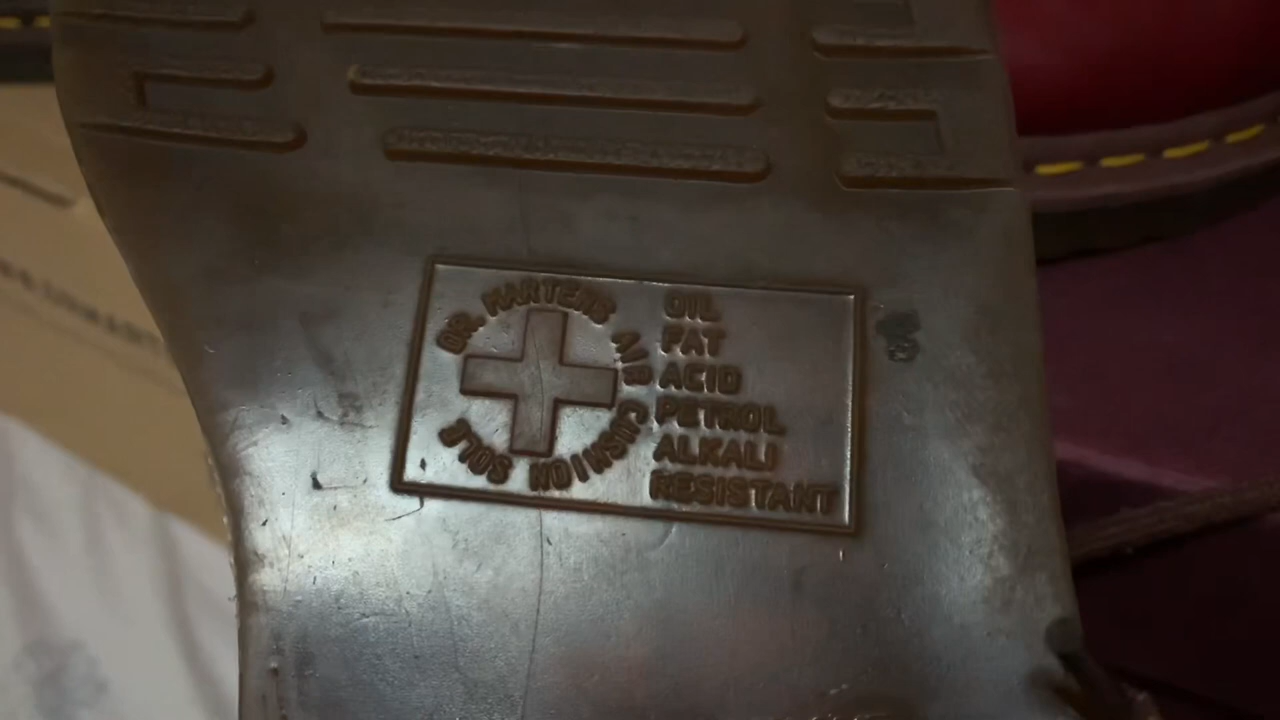 DR. MARTENS AIR CUSHION SOLE
OIL
FAT
ACID
PETROL
ALKALI
RESISTANT